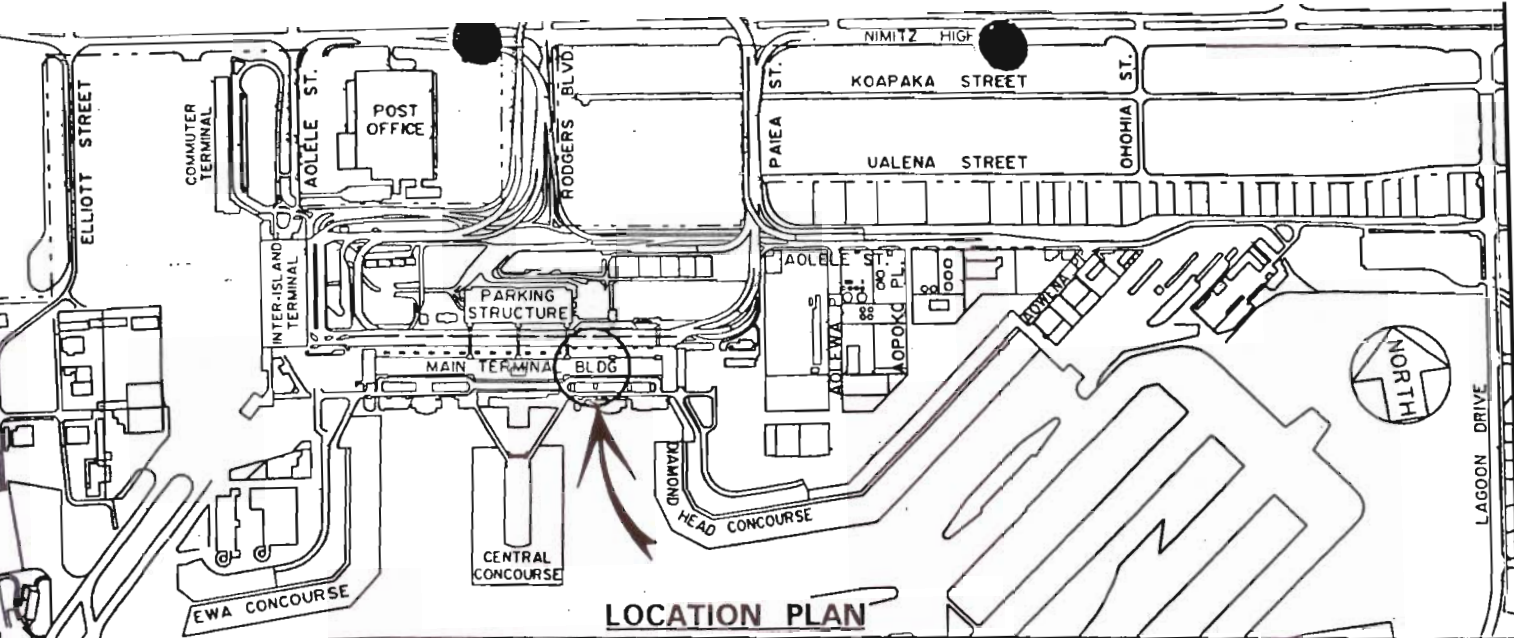 NIMITZ HIGH
KOAPAKA STREET
UALENA STREET
ELLIOTT STREET
COMMUTER
TERMINAL
AOLELE ST.
POST
OFFICE
RODGERS BLVD
PAIEA ST.
OHOHIA ST.
INTER-ISLAND
TERMINAL
PARKING
STRUCTURE
AOLELE ST.
AOLEWA
AOPOKO PL.
AOWENA PL
MAIN TERMINA BLDG
NORTH
LAGOON DRIVE
DIAMOND
HEAD CONCOURSE
CENTRAL
CONCOURSE
EWA CONCOURSE
LOCATION PLAN